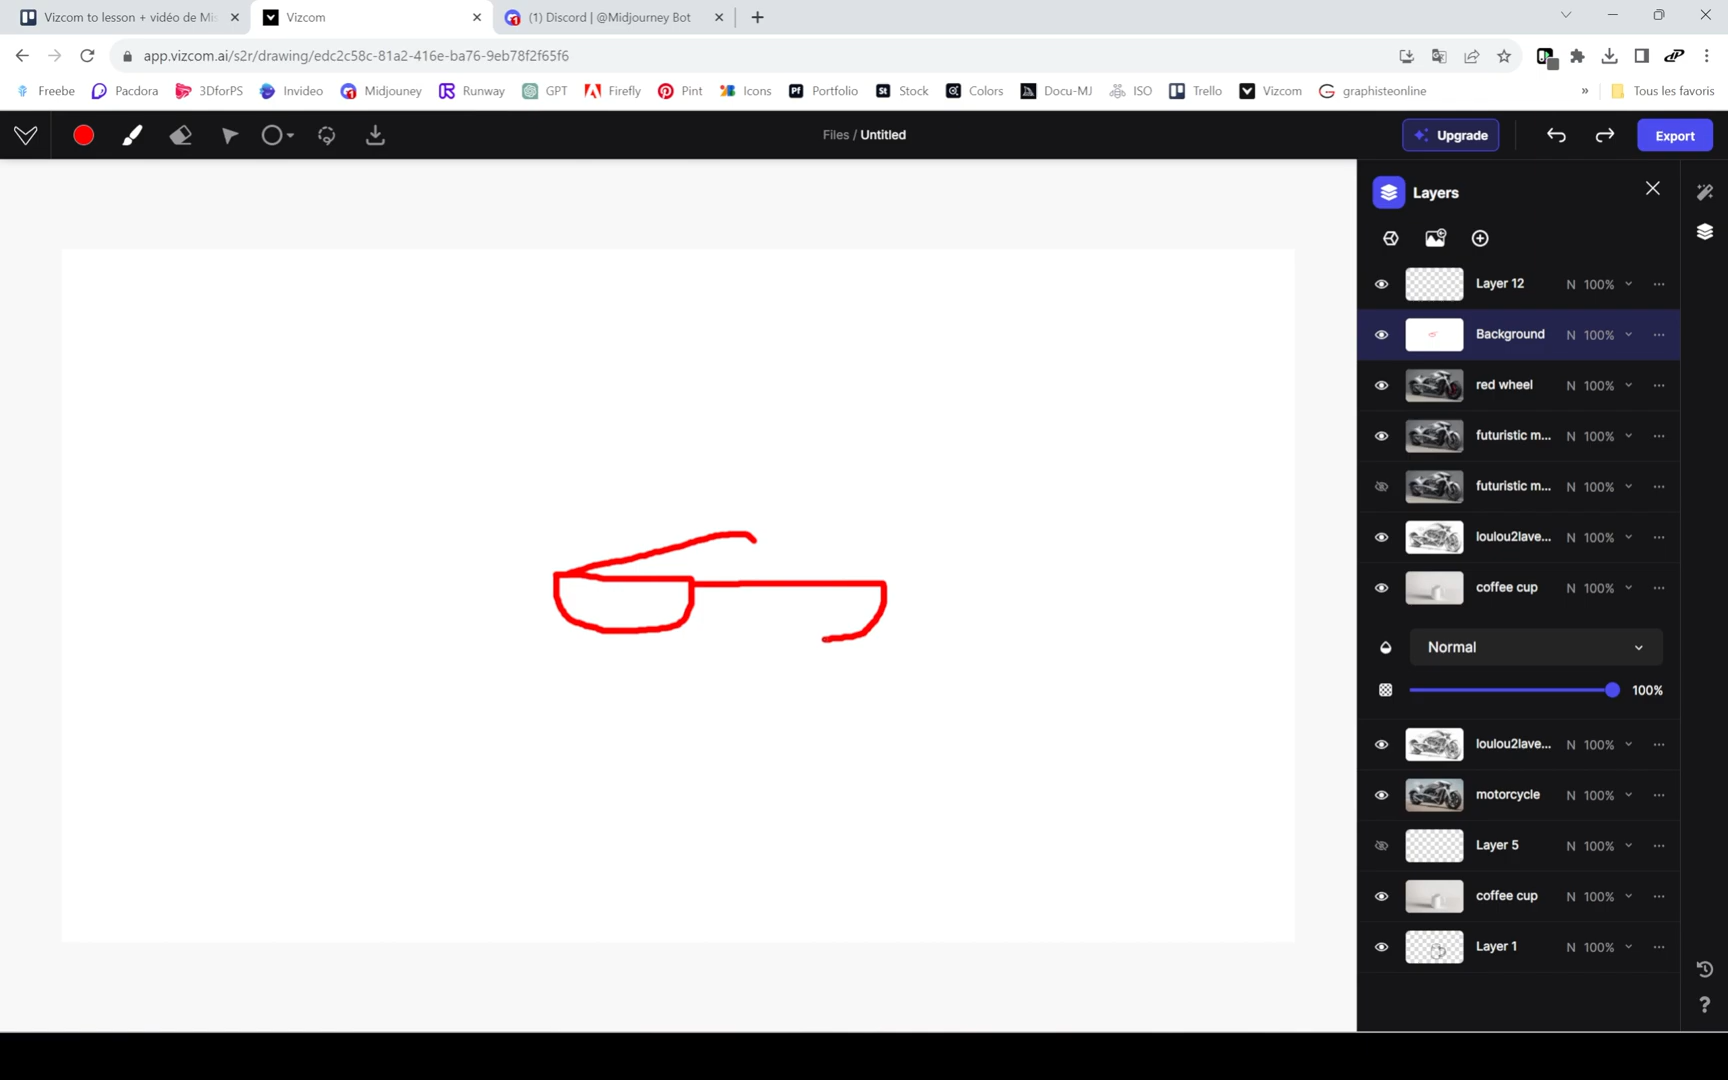 Vizcom to lesson + vidéo de Mi
Vizcom
(1) Discord | @Midjourney Bot
app.vizcom.ai/s2r/drawing/edc2c58c-81a2-416e-ba76-9eb78f2f65f6
Freebe
Pacdora
3DforPS
Invideo
Midjouney
Runway
GPT
Firefly
Pint
Icons
Portfolio
Stock
Colors
Docu-MJ
ISO
Trello
Vizcom
graphisteonline
»
Tous les favoris
Files / Untitled
Upgrade
Export
Layers
Layer 12 N 100%
Background N 100%
red wheel N 100%
futuristic m... N 100%
futuristic m... N 100%
loulou2lave... N 100%
coffee cup N 100%
Normal
100%
loulou2lave... N 100%
motorcycle N 100%
Layer 5 N 100%
coffee cup N 100%
Layer 1 N 100%